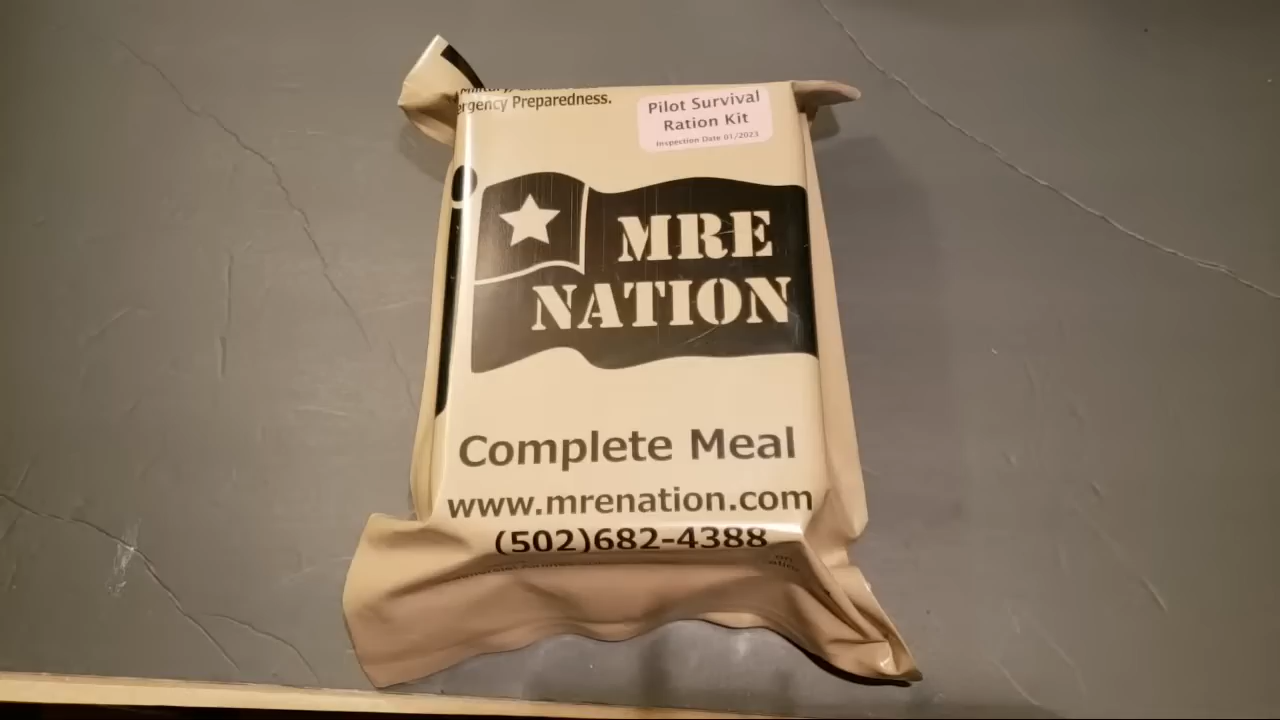 ergency Preparedness.
Pilot Survival
Ration Kit
Inspection Date 01/2023
MRE
NATION
Complete Meal
www.mrenation.com
(502)682-4388